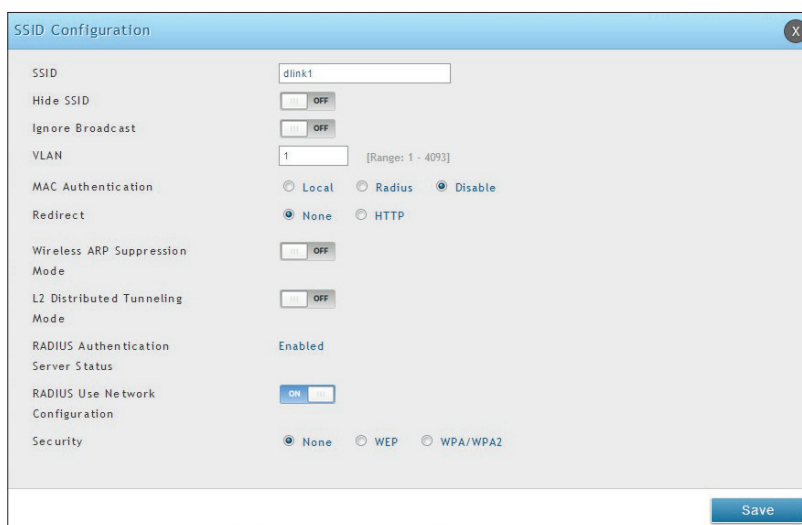 SSID Configuration
X
SSID
dlink1
Hide SSID
OFF
Ignore Broadcast
OFF
VLAN
1 [Range: 1 - 4093]
MAC Authentication
Local Radius Disable
Redirect
None HTTP
Wireless ARP Suppression
Mode
OFF
L2 Distributed Tunneling
Mode
OFF
RADIUS Authentication
Server Status
Enabled
RADIUS Use Network
Configuration
ON
Security
None WEP WPA/WPA2
Save